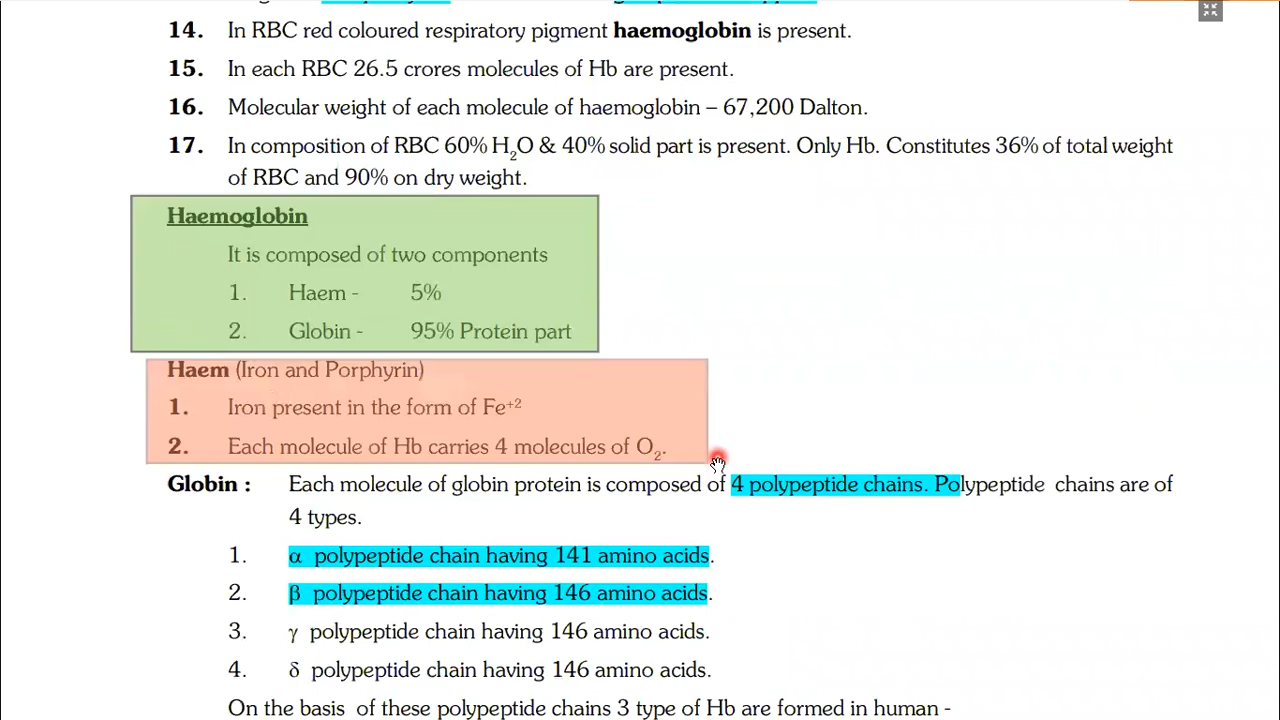 14. In RBC red coloured respiratory pigment haemoglobin is present.
15. In each RBC 26.5 crores molecules of Hb are present.
16. Molecular weight of each molecule of haemoglobin – 67,200 Dalton.
17. In composition of RBC 60% H₂O & 40% solid part is present. Only Hb. Constitutes 36% of total weight
of RBC and 90% on dry weight.
Haemoglobin
It is composed of two components
1. Haem - 5%
2. Globin - 95% Protein part
Haem (Iron and Porphyrin)
1. Iron present in the form of Fe⁺²
2. Each molecule of Hb carries 4 molecules of O₂.
Globin : Each molecule of globin protein is composed of 4 polypeptide chains. Polypeptide chains are of
4 types.
1. α polypeptide chain having 141 amino acids.
2. β polypeptide chain having 146 amino acids.
3. γ polypeptide chain having 146 amino acids.
4. δ polypeptide chain having 146 amino acids.
On the basis of these polypeptide chains 3 type of Hb are formed in human -